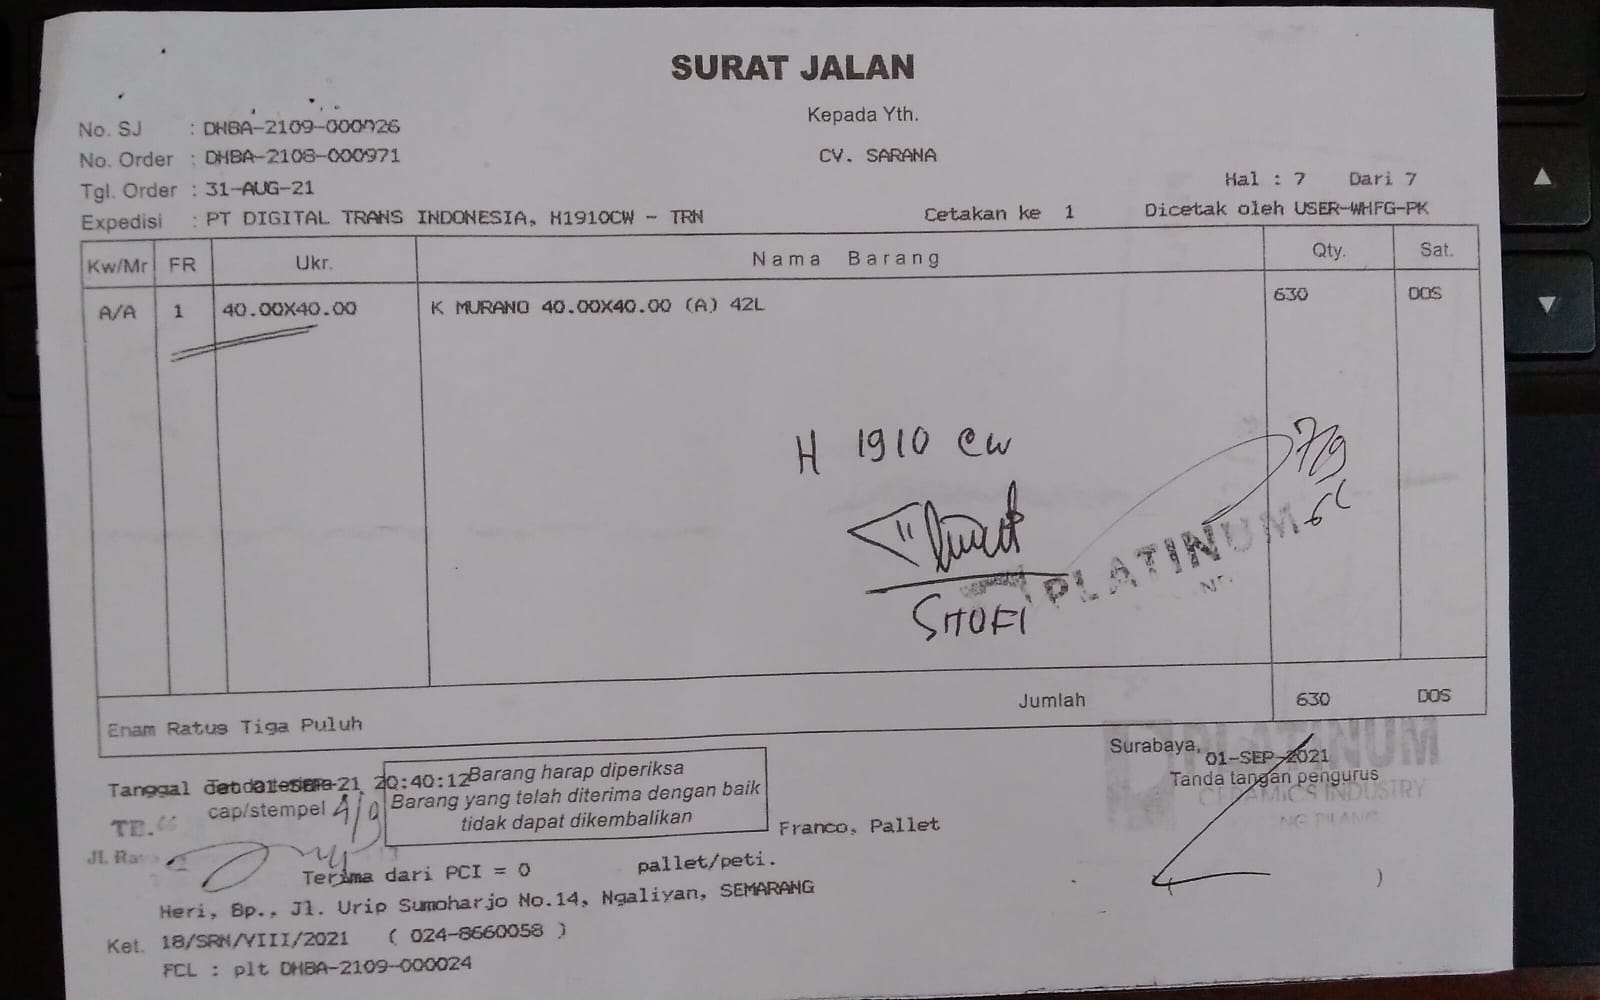 SURAT JALAN
Kepada Yth.
No. SJ : DHBA-2109-000026
CV. SARANA
No. Order : DHBA-2108-000971
Tgl. Order : 31-AUG-21
Hal : 7 Dari 7
Expedisi : PT DIGITAL TRANS INDONESIA, H1910CW - TRN
Cetakan ke 1
Dicetak oleh USER-WHFG-PK
Kw/Mr FR Ukr. Nama Barang Qty. Sat.
A/A 1 40.00X40.00 K MURANO 40.00X40.00 (A) 42L 630 DOS
H 1910 CW
7/9
PLATINUM
SHOFI
Jumlah 630 DOS
Enam Ratus Tiga Puluh
Surabaya, 01-SEP-2021
PLATINUM
CERAMICS INDUSTRY
KARANG PILANG
Tanda tangan pengurus
Tanggal 20:40:12
cap/stempel
Barang harap diperiksa
Barang yang telah diterima dengan baik
tidak dapat dikembalikan
TB.
Franco, Pallet
Jl. Raya
Terima dari PCI = 0 pallet/peti.
)
Heri, Bp., Jl. Urip Sumoharjo No.14, Ngaliyan, SEMARANG
Ket. 18/SRN/VIII/2021 ( 024-8660058 )
FCL : plt DHBA-2109-000024